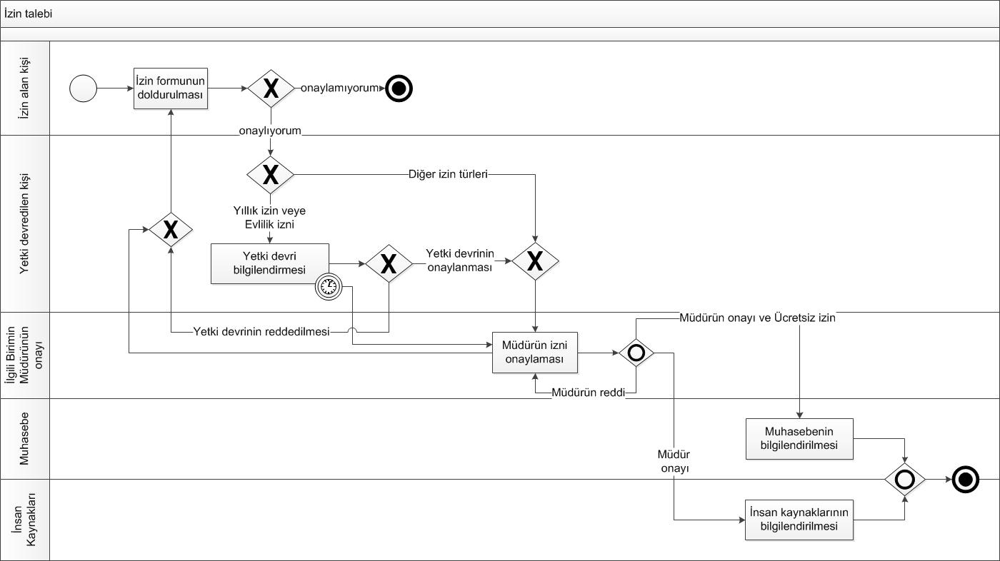 İzin talebi
İzin alan kişi
İzin formunun
doldurulması
onaylamıyorum
onaylıyorum
Yetki devredilen kişi
Diğer izin türleri
Yıllık izin veye
Evlilik izni
Yetki devri
bilgilendirmesi
Yetki devrinin
onaylanması
İlgili Birimin
Müdürünün
onayı
Yetki devrinin reddedilmesi
Müdürün izni
onaylaması
Müdürün onayı ve Ücretsiz izin
Müdürün reddi
Muhasebe
Muhasebenin
bilgilendirilmesi
Müdür
onayı
İnsan
Kaynakları
İnsan kaynaklarının
bilgilendirilmesi